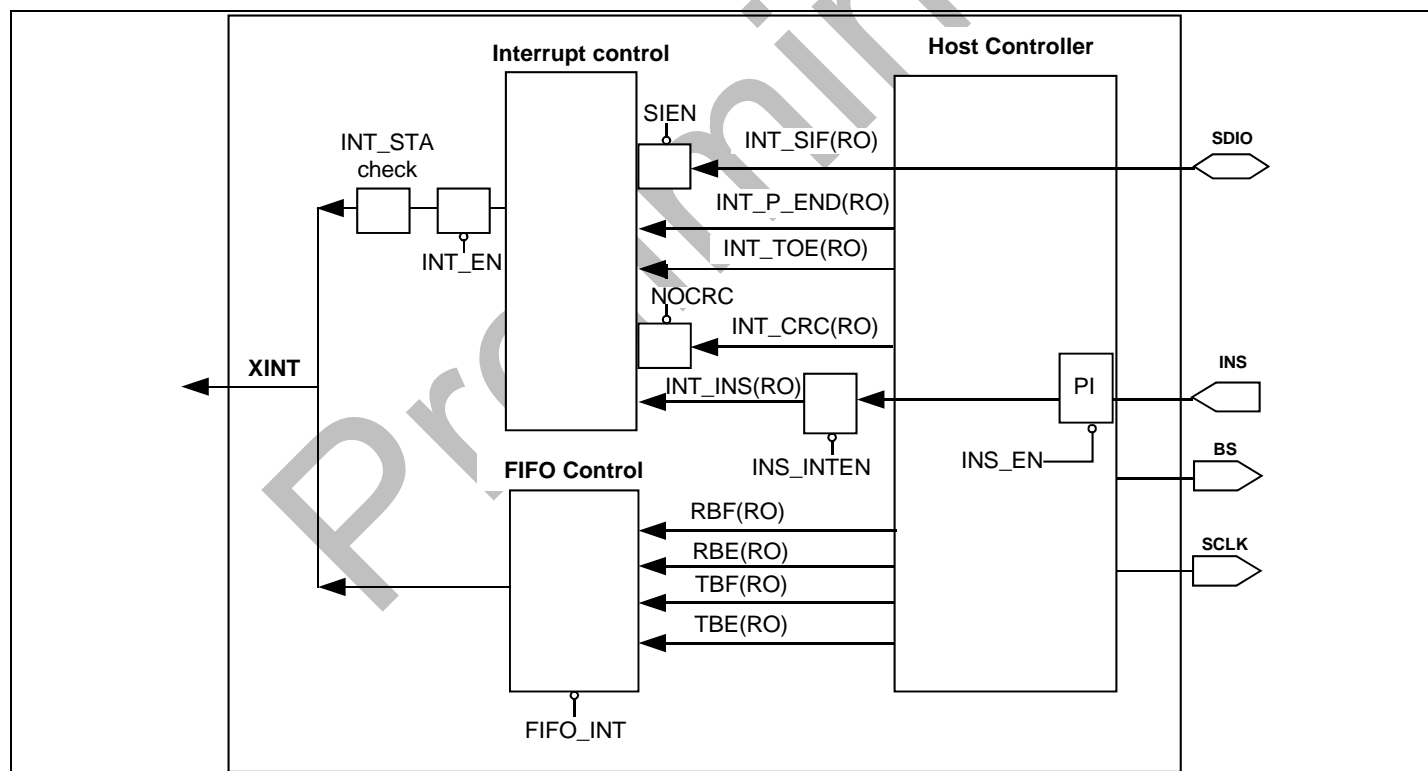 Host Controller
Interrupt control
SIEN
INT_SIF(RO)
SDIO
INT_STA
check
INT_P_END(RO)
INT_EN
INT_TOE(RO)
NOCRC
INT_CRC(RO)
XINT
INT_INS(RO)
PI
INS
INS_INTEN
INS_EN
BS
FIFO Control
RBF(RO)
RBE(RO)
SCLK
TBF(RO)
TBE(RO)
FIFO_INT